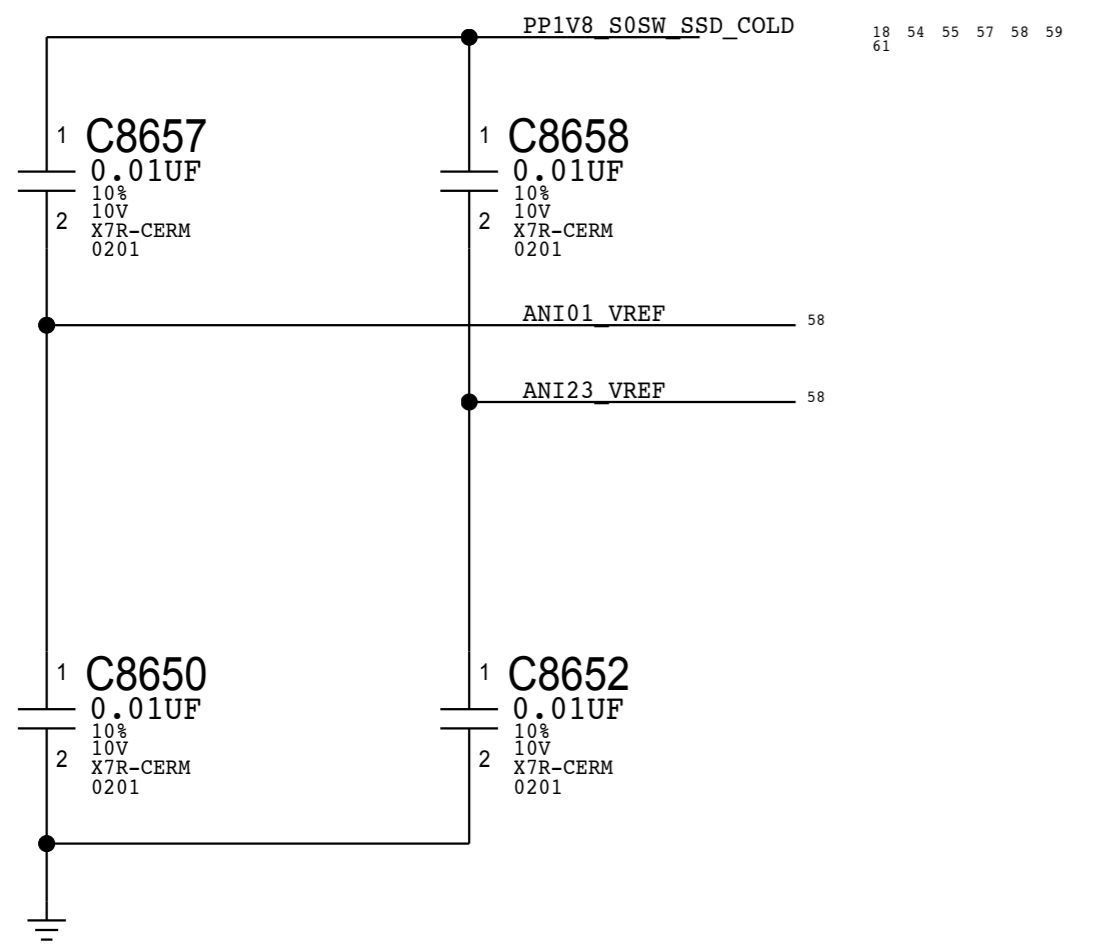 PP1V8_S0SW_SSD_COLD
18 54 55 57 58 59
61
1 C8657
0.01UF
10%
10V
2
X7R-CERM
0201
1 C8658
0.01UF
10%
10V
2
X7R-CERM
0201
ANI01_VREF 58
ANI23_VREF 58
1 C8650
0.01UF
10%
10V
2
X7R-CERM
0201
1 C8652
0.01UF
10%
10V
2
X7R-CERM
0201